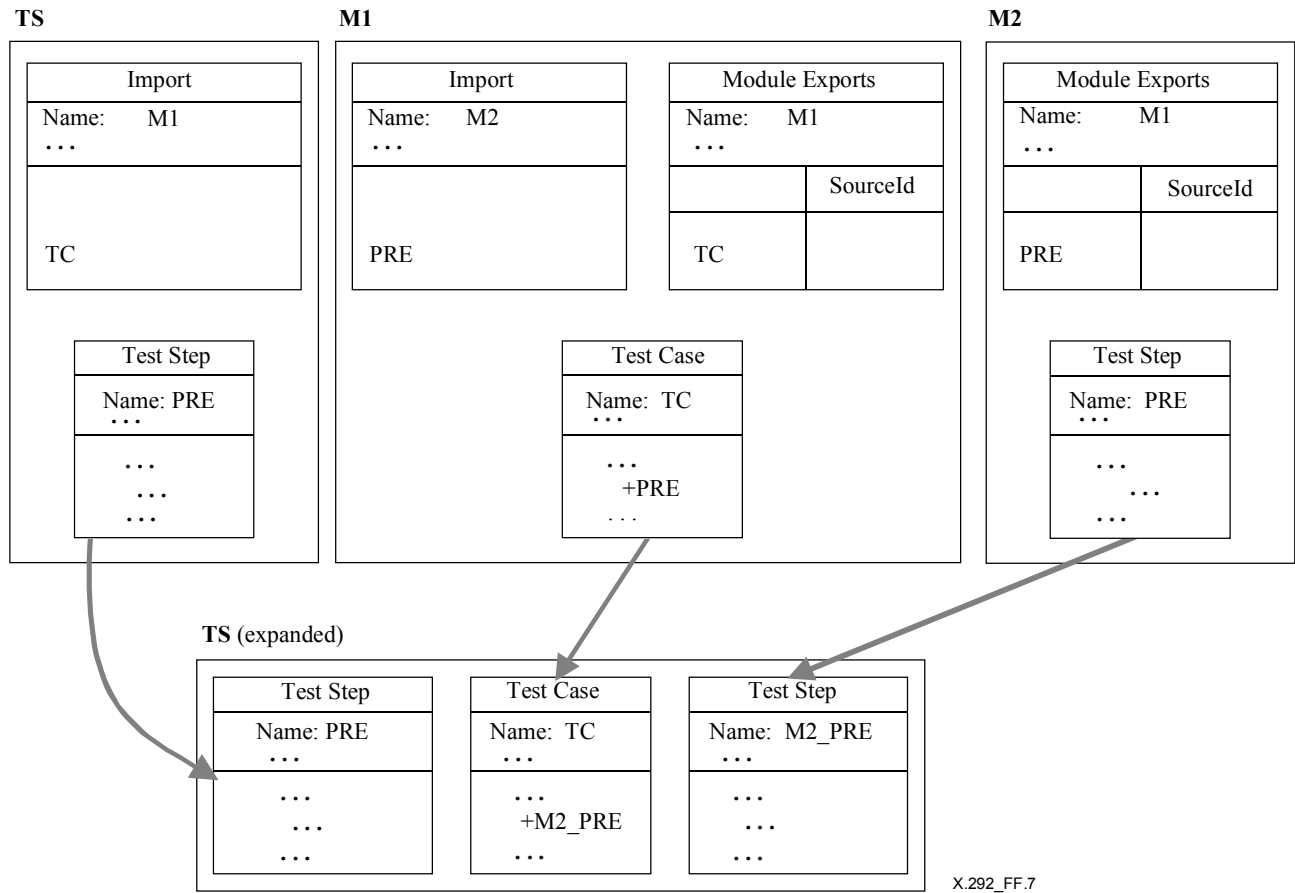 TS
Import
Name: M1
...
TC
Test Step
Name: PRE
...
...
...
...
M1
Import
Name: M2
...
PRE
Module Exports
Name: M1
...
SourceId
TC
Test Case
Name: TC
...
...
+PRE
...
M2
Module Exports
Name: M1
...
SourceId
PRE
Test Step
Name: PRE
...
...
...
...
TS (expanded)
Test Step
Name: PRE
...
...
...
...
Test Case
Name: TC
...
...
+M2_PRE
...
Test Step
Name: M2_PRE
...
...
...
...
X.292_FF.7